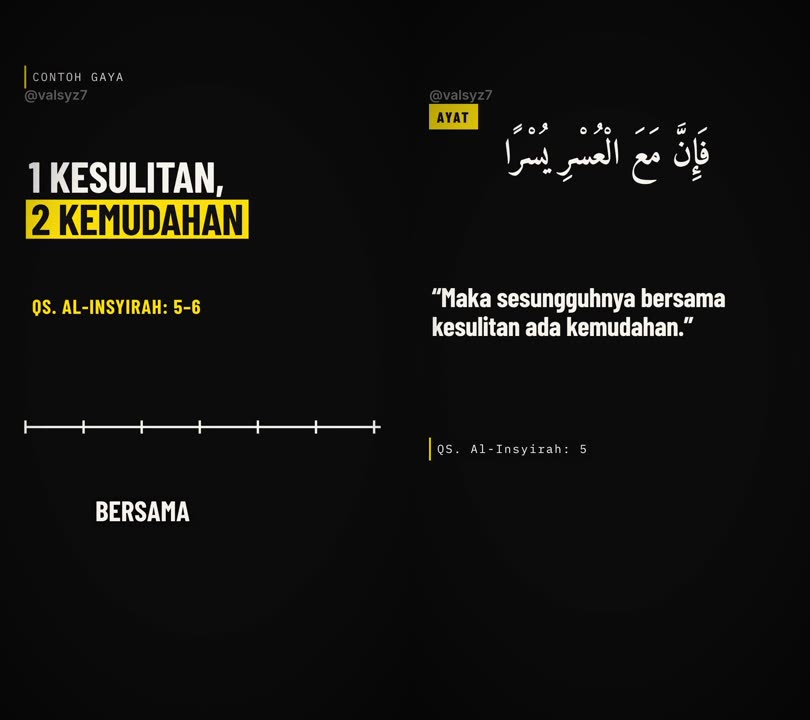 CONTOH GAYA
@valsyz7
1 KESULITAN,
2 KEMUDAHAN
QS. AL-INSYIRAH: 5–6
BERSAMA
@valsyz7
AYAT
فَإِنَّ مَعَ الْعُسْرِ يُسْرًا
“Maka sesungguhnya bersama
kesulitan ada kemudahan.”
QS. Al-Insyirah: 5